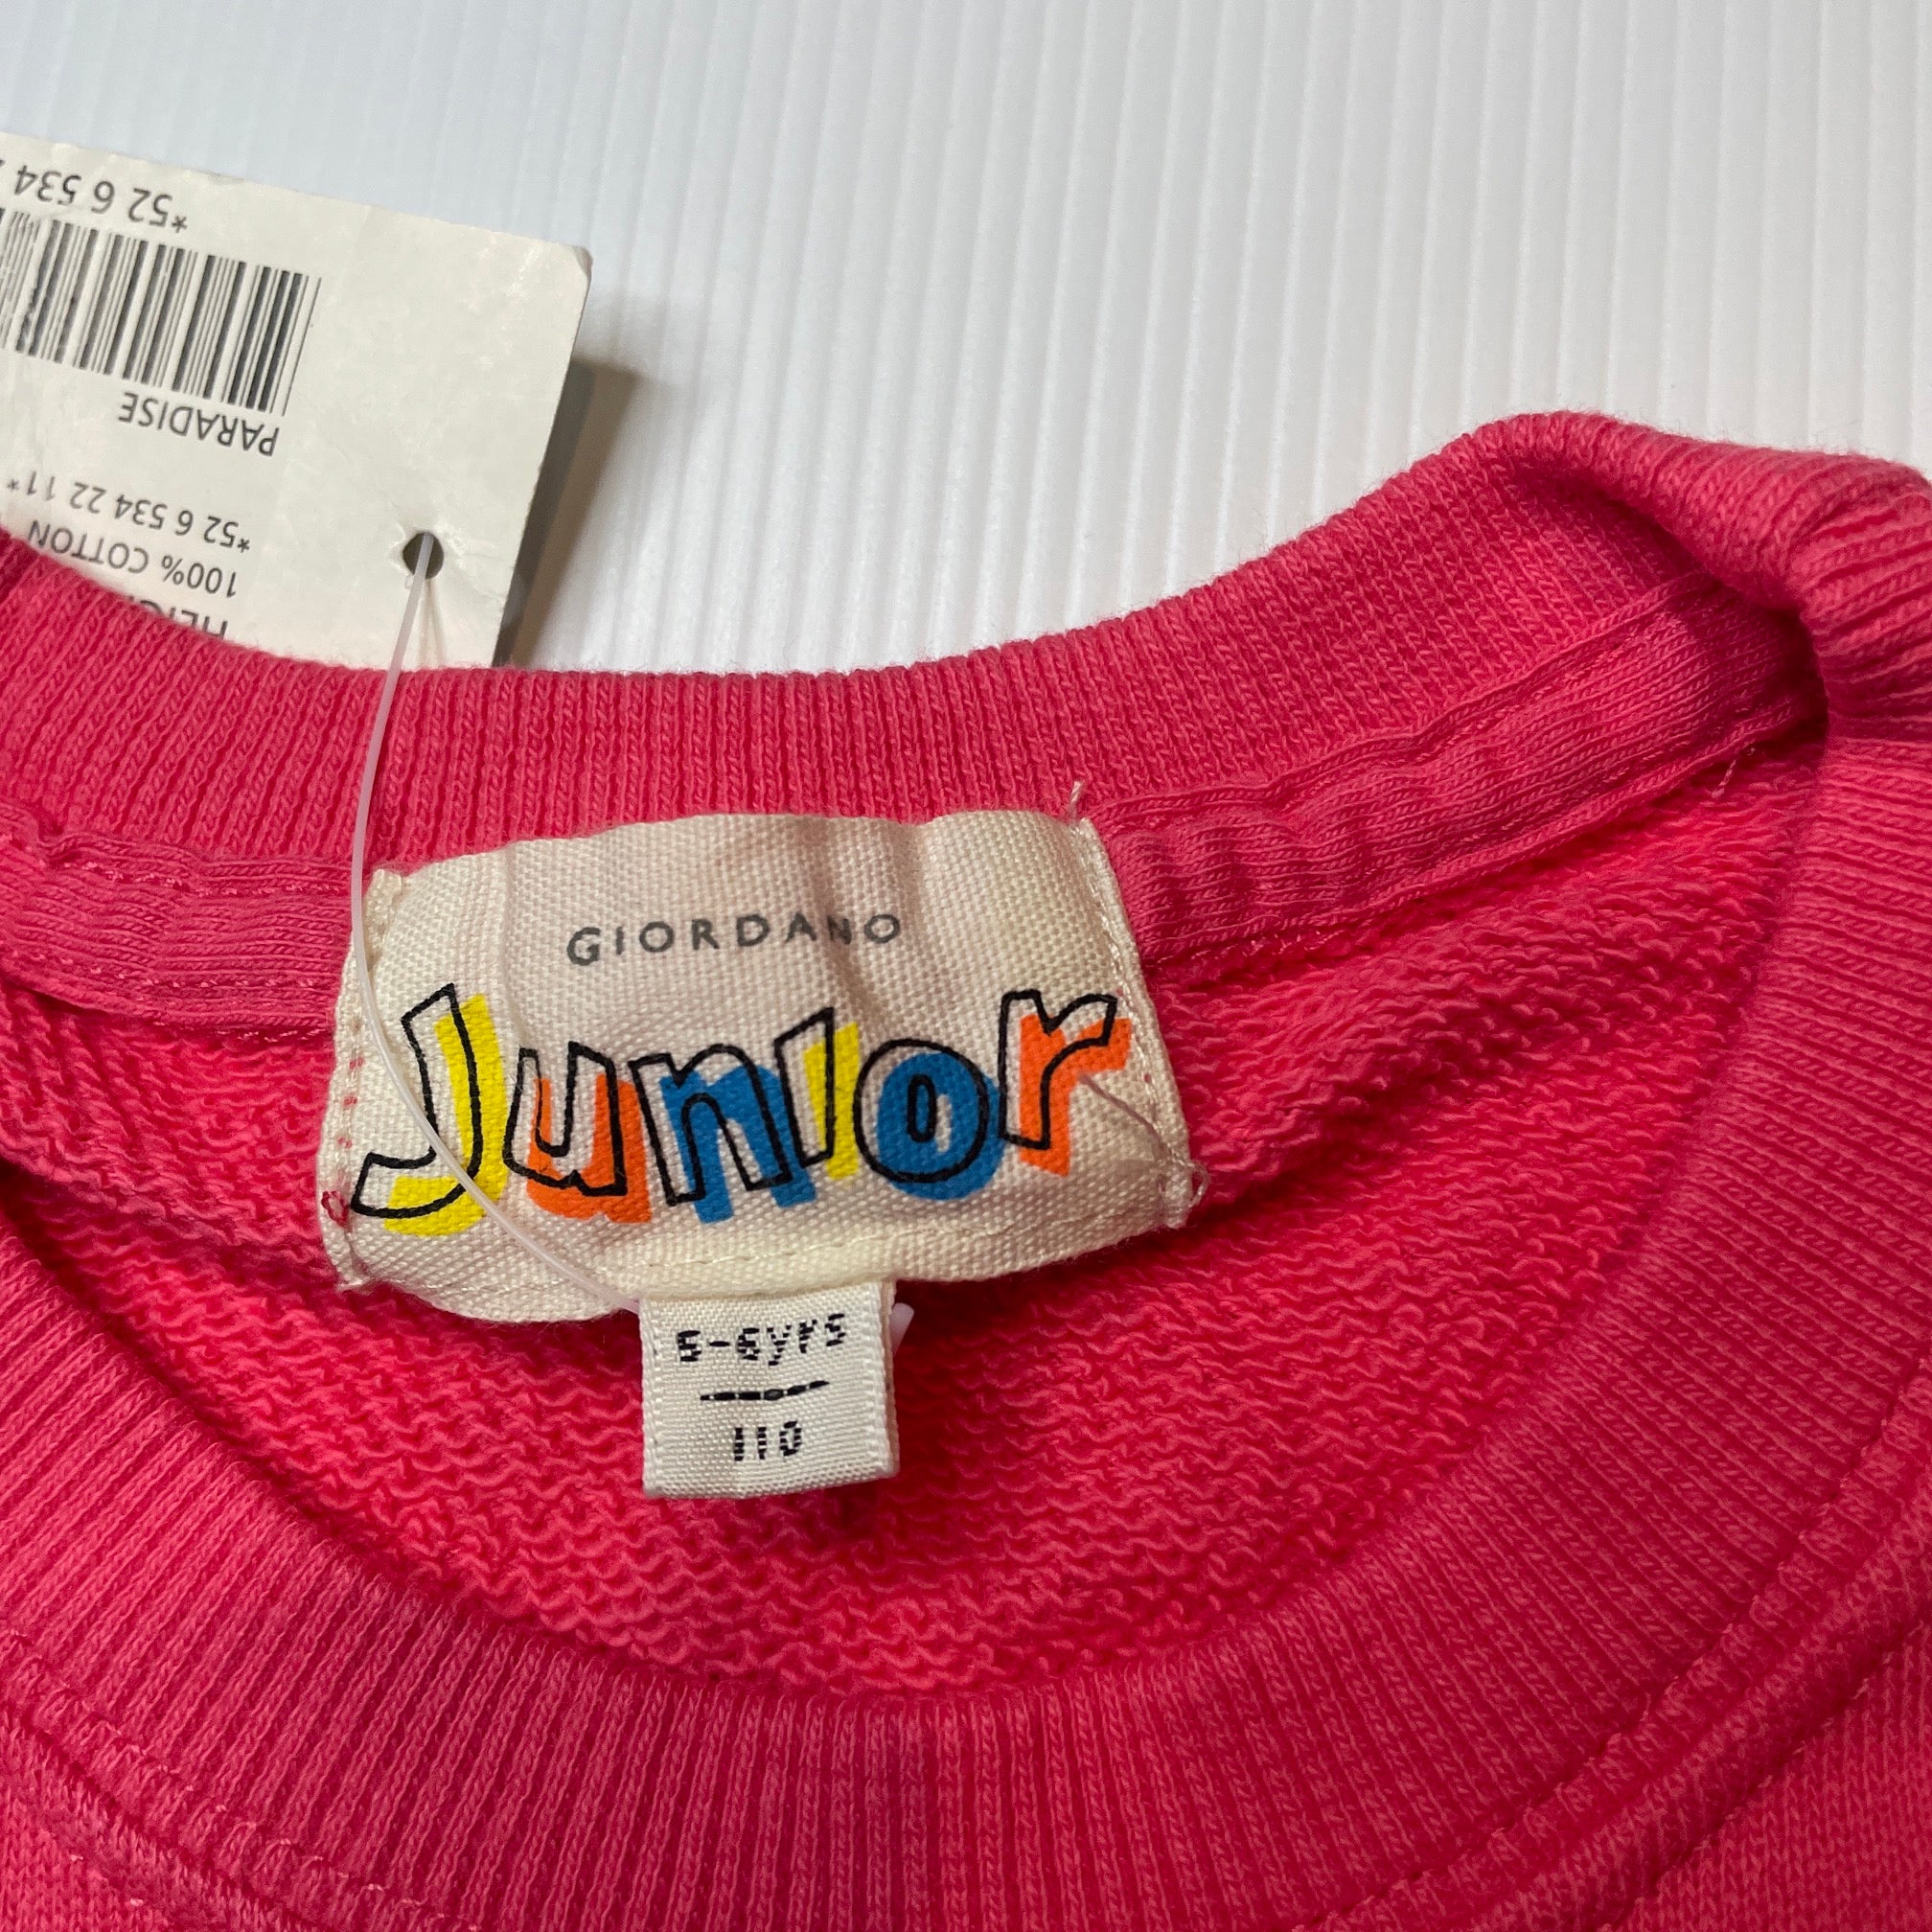 *52 6 534
PARADISE
*52 6 534 22 11*
100% COTTON
GIORDANO
Junior
5-6yrs
110